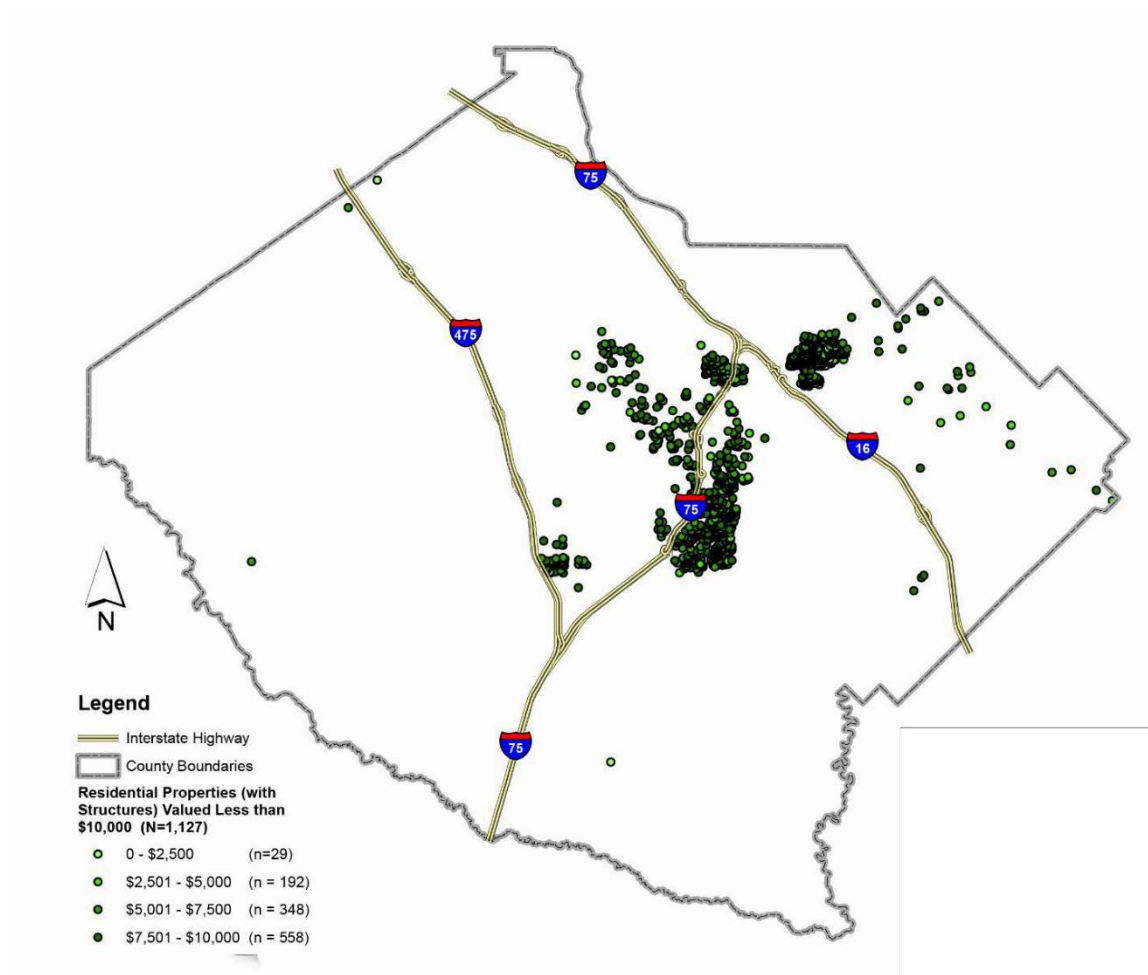 75
475
16
75
N
75
Legend
Interstate Highway
County Boundaries
Residential Properties (with
Structures) Valued Less than
$10,000 (N=1,127)
0 - $2,500 (n=29)
$2,501 - $5,000 (n = 192)
$5,001 - $7,500 (n = 348)
$7,501 - $10,000 (n = 558)